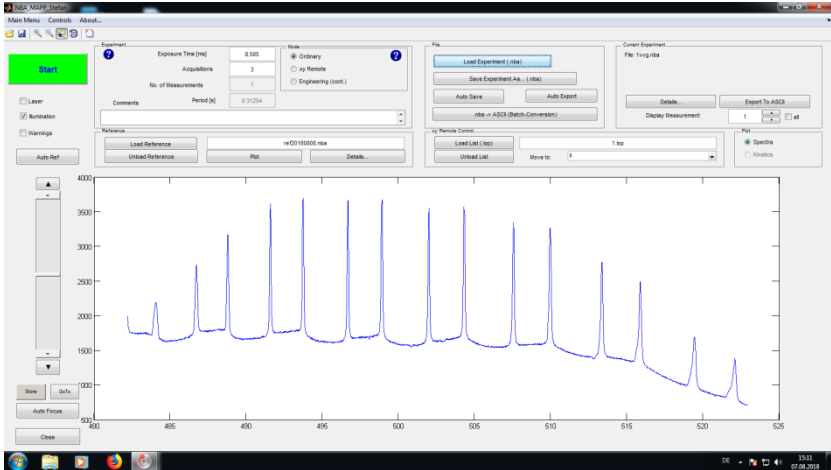 NBA_MAPP_Stefan
Main Menu Controls About...
Experiment
Exposure Time [ms] 8.505
Acquisitions 3
No. of Measurements 1
Period [s] 0.31254
Comments
Mode
Ordinary
xy Remote
Engineering (cont.)
File
Load Experiment (.nba)
Save Experiment As... (.nba)
Auto Save Auto Export
.nba -> ASCII (Batch-Conversion)
Current Experiment
File: 1vvg.nba
Details... Export To ASCII
Display Measurement: 1 all
Start
Laser
Illumination
Warnings
Auto Ref
Reference
Load Reference ref20180808.nba
Unload Reference Plot Details...
xy Remote Control
Load List (.lop) 1.lop
Unload List Move to: 0
Plot
Spectra
Kinetics
4000
3500
3000
2500
2000
1500
1000
500
480 485 490 495 500 505 510 515 520 525
Store GoTo
Auto Focus
Close
DE 15:11
07.08.2018